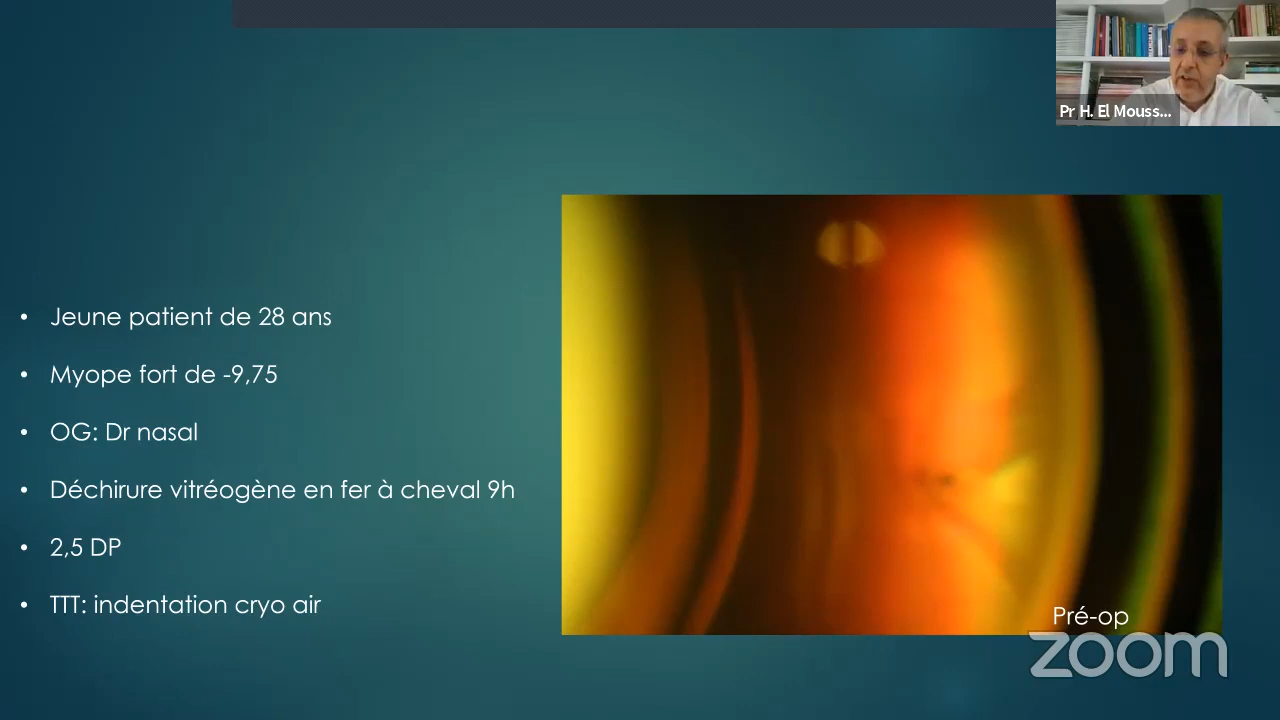 Pr H. El Mouss...
• Jeune patient de 28 ans
• Myope fort de -9,75
• OG: Dr nasal
• Déchirure vitréogène en fer à cheval 9h
• 2,5 DP
• TTT: indentation cryo air
Pré-op
zoom